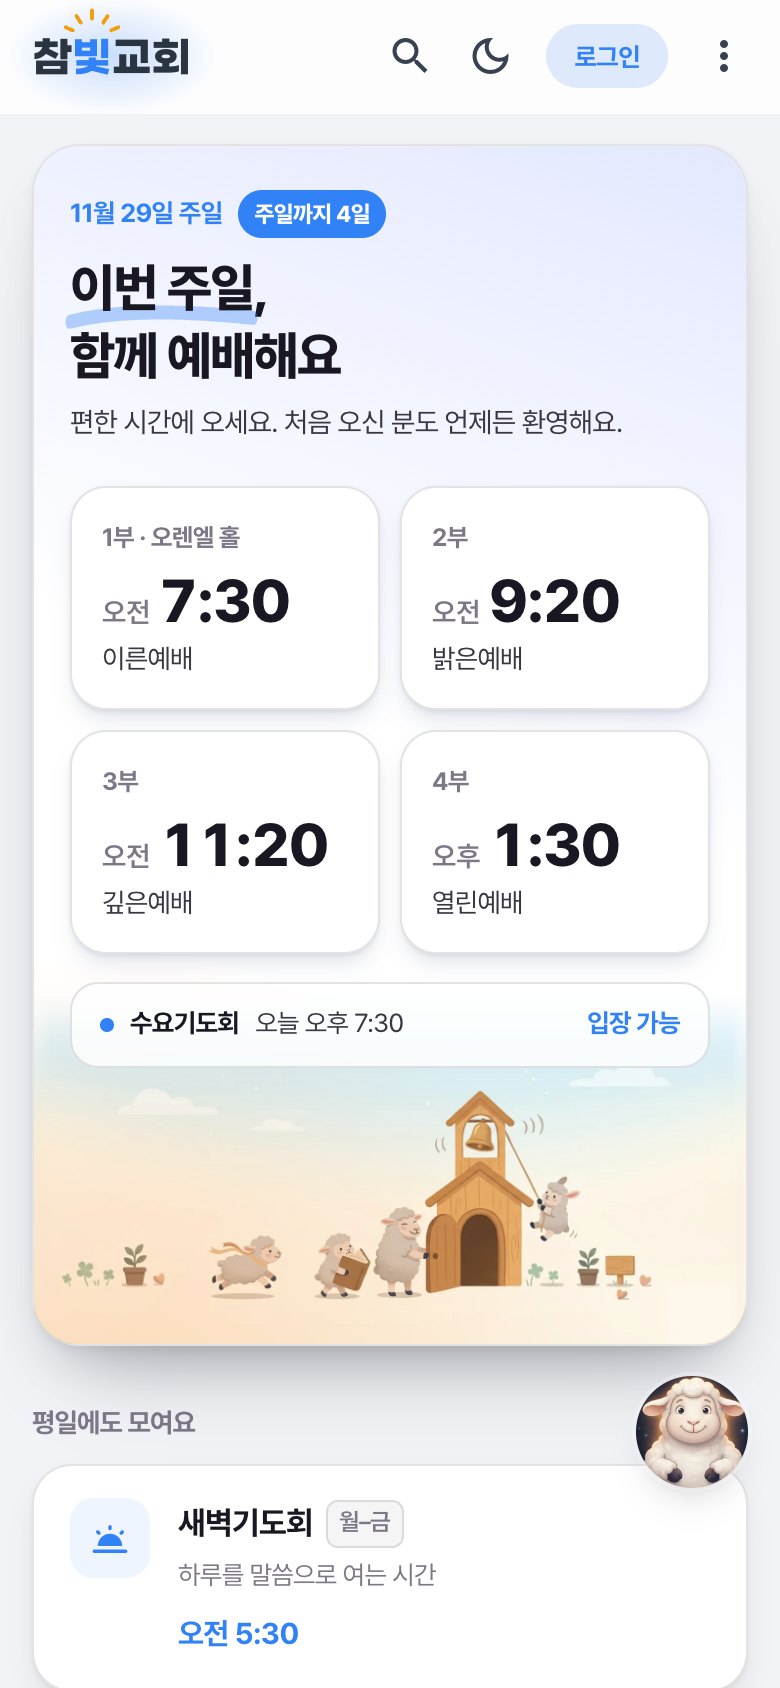 참빛교회
로그인
11월 29일 주일 주일까지 4일
이번 주일,
함께 예배해요
편한 시간에 오세요. 처음 오신 분도 언제든 환영해요.
1부 · 오렌엘 홀
오전 7:30
이른예배
2부
오전 9:20
밝은예배
3부
오전 11:20
깊은예배
4부
오후 1:30
열린예배
수요기도회 오늘 오후 7:30 입장 가능
평일에도 모여요
새벽기도회 월–금
하루를 말씀으로 여는 시간
오전 5:30